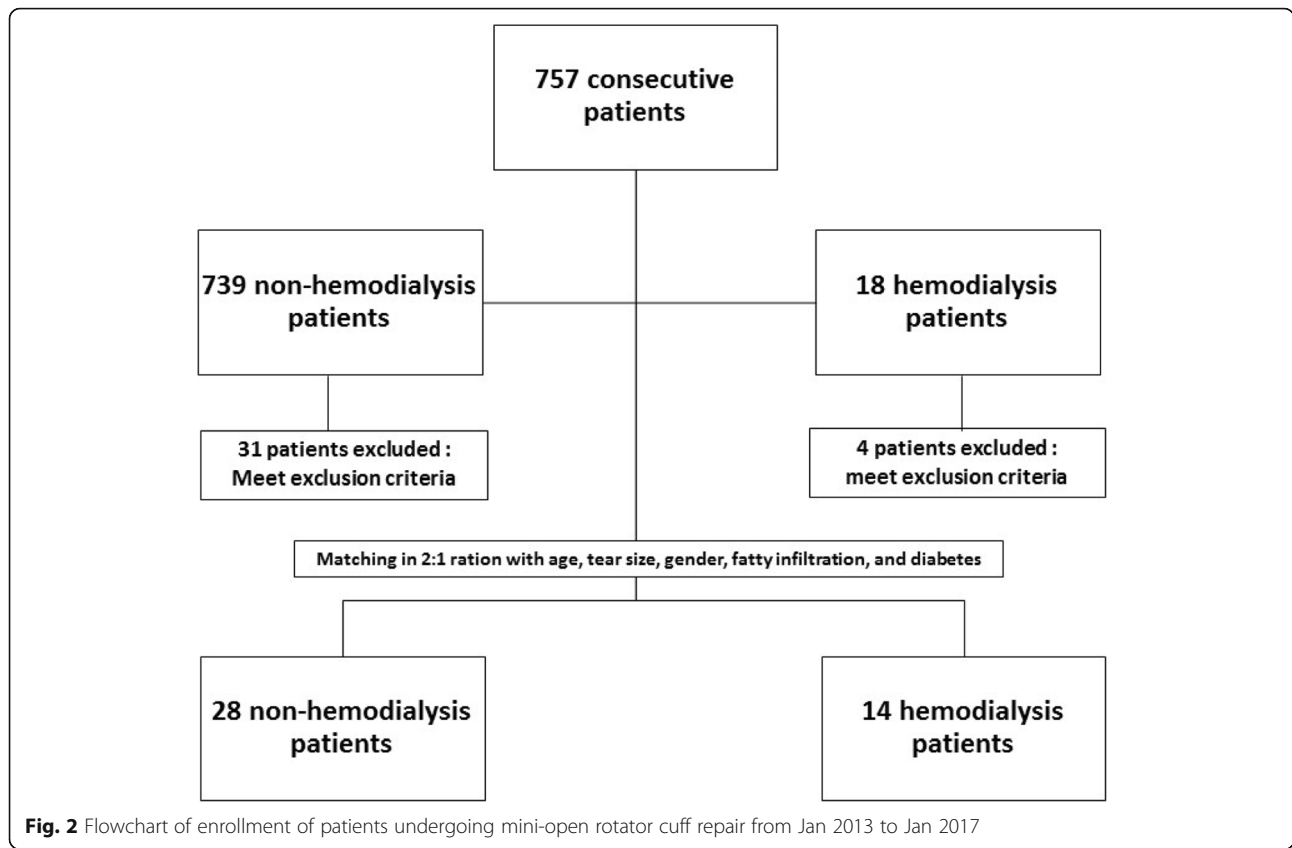 757 consecutive
patients
739 non-hemodialysis
patients
18 hemodialysis
patients
31 patients excluded :
Meet exclusion criteria
4 patients excluded :
meet exclusion criteria
Matching in 2:1 ration with age, tear size, gender, fatty infiltration, and diabetes
28 non-hemodialysis
patients
14 hemodialysis
patients
Fig. 2 Flowchart of enrollment of patients undergoing mini-open rotator cuff repair from Jan 2013 to Jan 2017